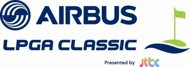 AIRBUS
LPGA CLASSIC
Presented by JTBC